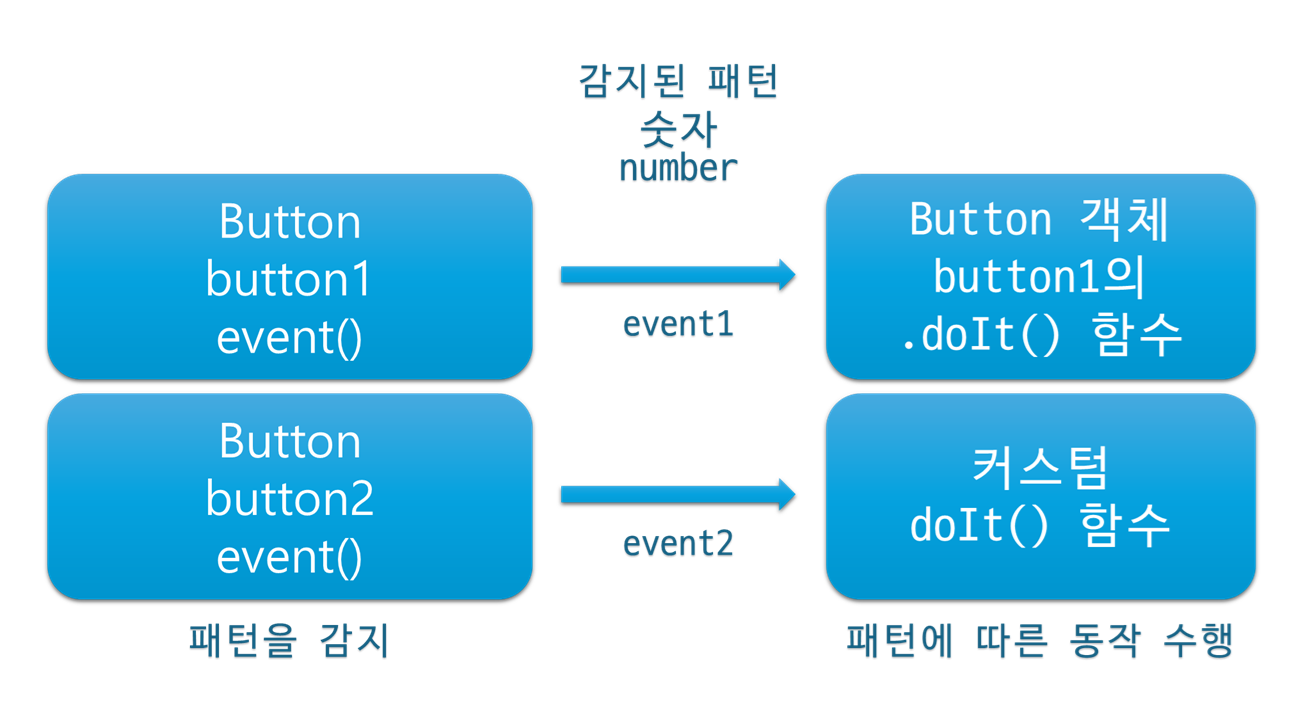 감지된 패턴
숫자
number
Button
button1
event()
event1
Button 객체
button1의
.doIt() 함수
Button
button2
event()
event2
커스텀
doIt() 함수
패턴을 감지
패턴에 따른 동작 수행